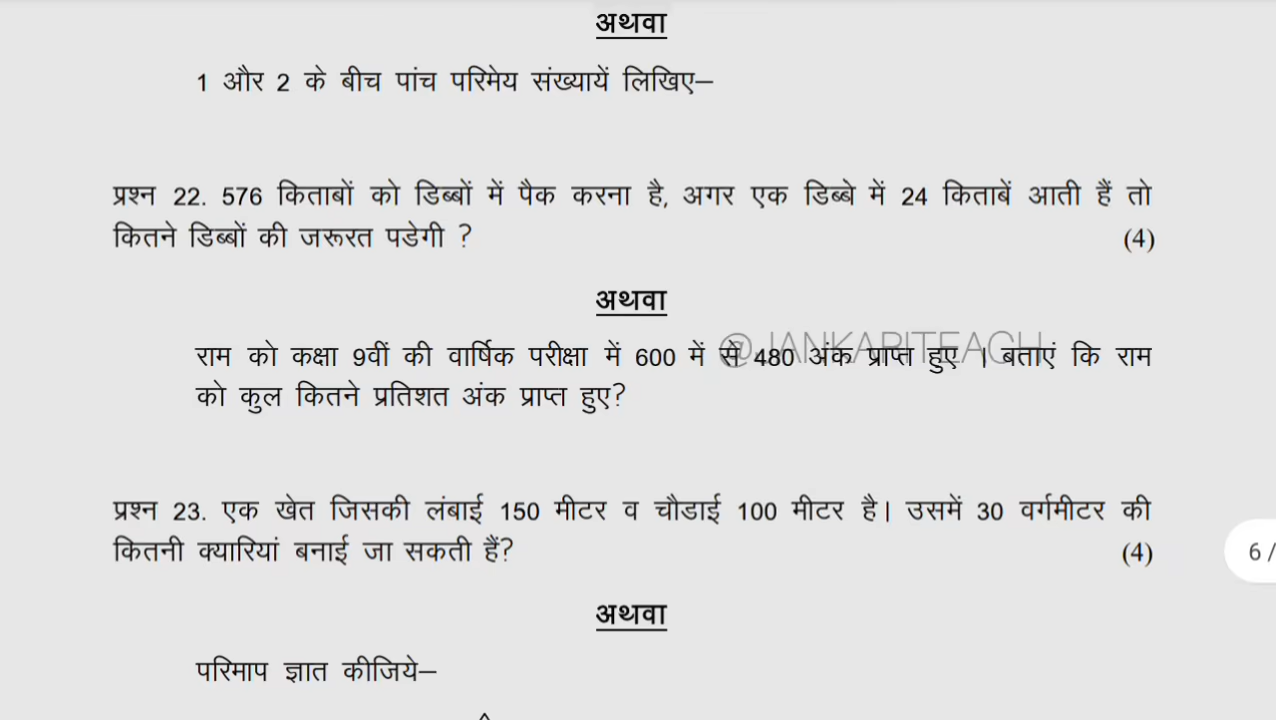 अथवा
1 और 2 के बीच पांच परिमेय संख्यायें लिखिए–
प्रश्न 22. 576 किताबों को डिब्बों में पैक करना है, अगर एक डिब्बे में 24 किताबें आती हैं तो
कितने डिब्बों की जरूरत पडेगी ? (4)
अथवा
@JANKARITEACH
राम को कक्षा 9वीं की वार्षिक परीक्षा में 600 में से 480 अंक प्राप्त हुए । बताएं कि राम
को कुल कितने प्रतिशत अंक प्राप्त हुए?
प्रश्न 23. एक खेत जिसकी लंबाई 150 मीटर व चौडाई 100 मीटर है। उसमें 30 वर्गमीटर की
कितनी क्यारियां बनाई जा सकती हैं? (4)
6 /
अथवा
परिमाप ज्ञात कीजिये–